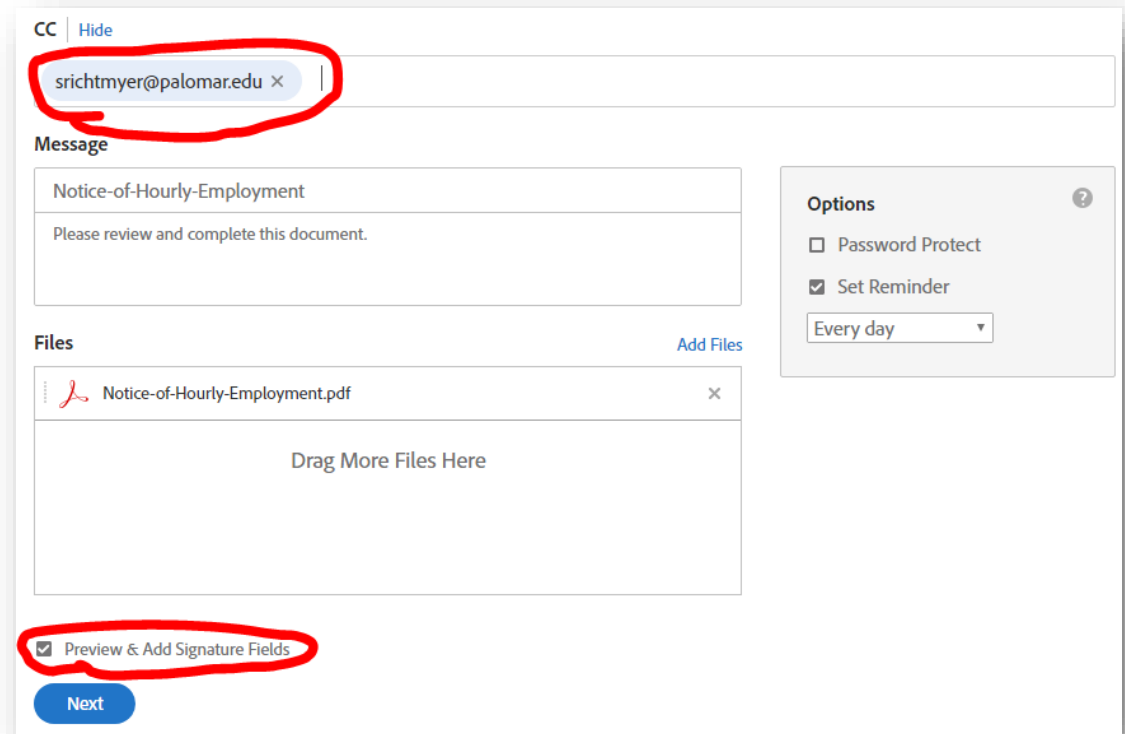 CC Hide
srichtmyer@palomar.edu ×
Message
Notice-of-Hourly-Employment
Please review and complete this document.
Options ?
Password Protect
Set Reminder
Every day
Files Add Files
Notice-of-Hourly-Employment.pdf ×
Drag More Files Here
Preview & Add Signature Fields
Next